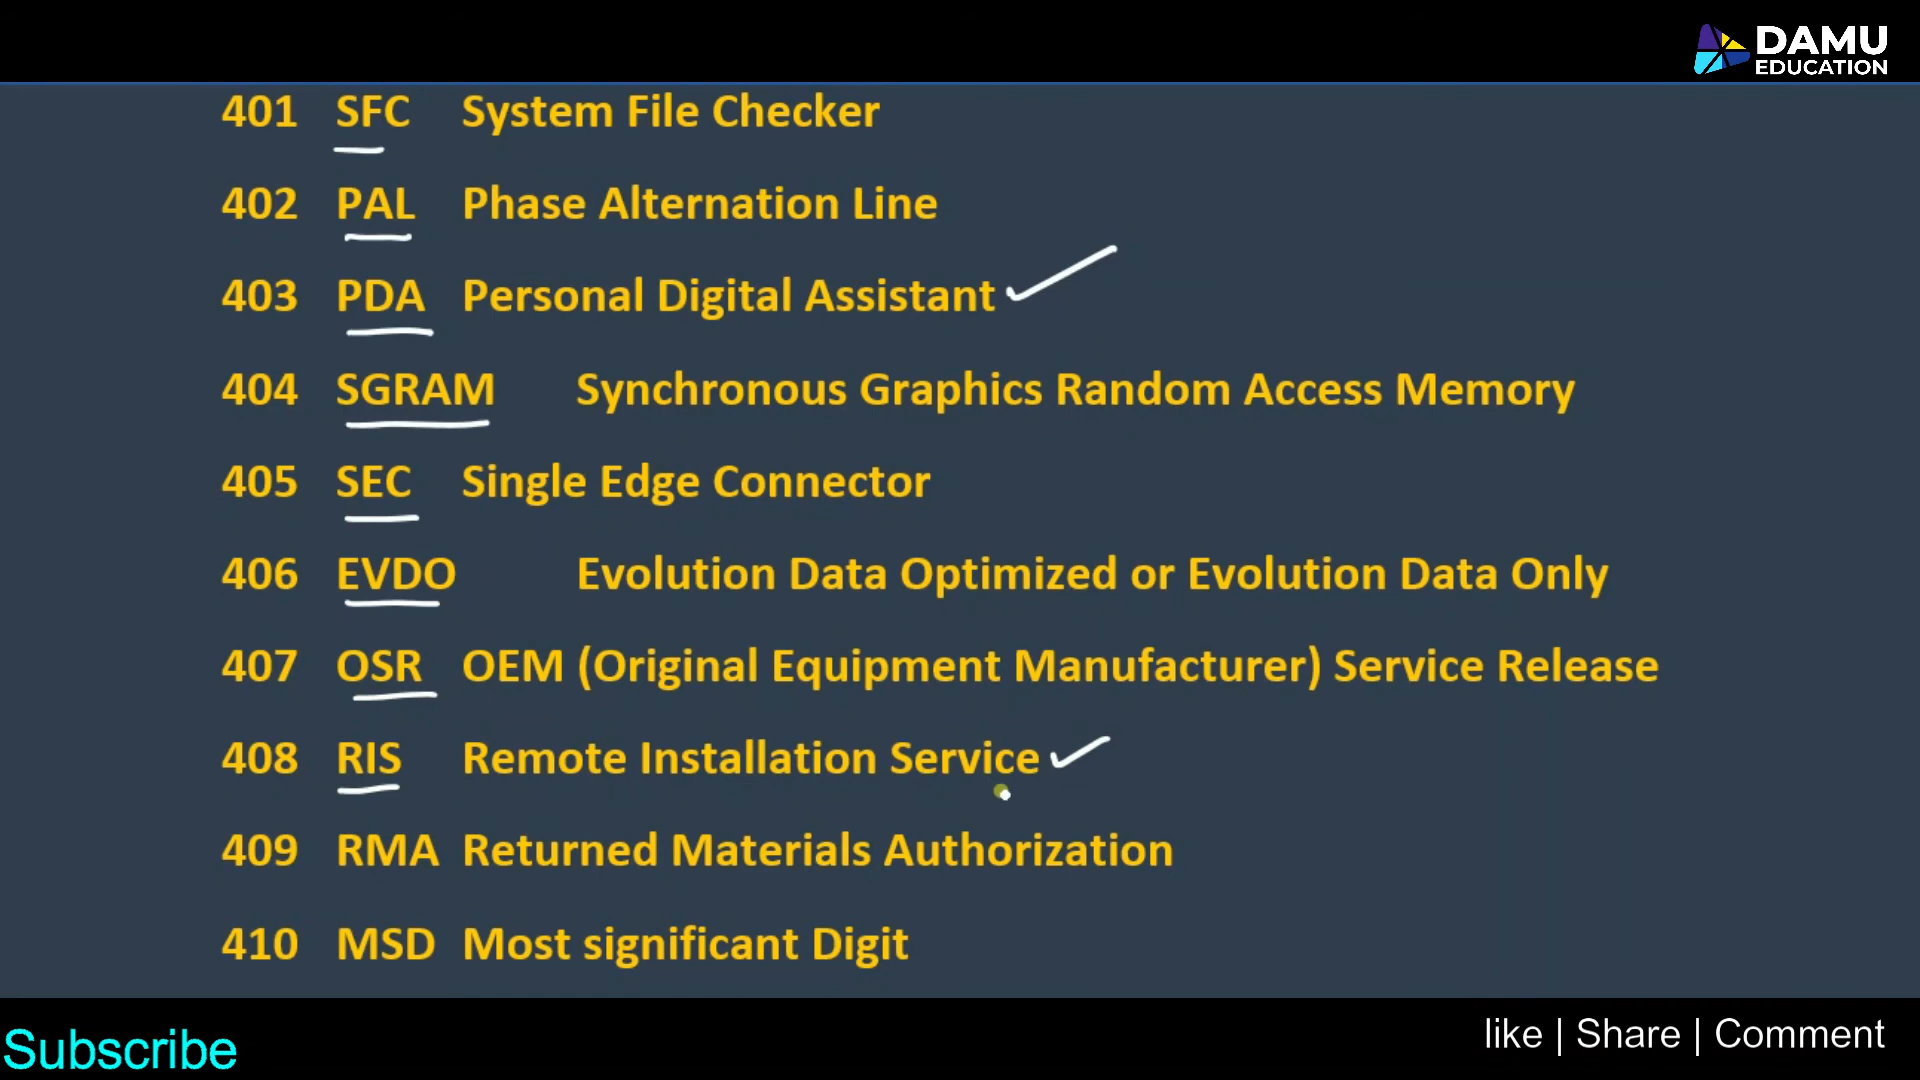 DAMU
EDUCATION
401 SFC System File Checker
402 PAL Phase Alternation Line
403 PDA Personal Digital Assistant
404 SGRAM Synchronous Graphics Random Access Memory
405 SEC Single Edge Connector
406 EVDO Evolution Data Optimized or Evolution Data Only
407 OSR OEM (Original Equipment Manufacturer) Service Release
408 RIS Remote Installation Service
409 RMA Returned Materials Authorization
410 MSD Most significant Digit
Subscribe
like | Share | Comment